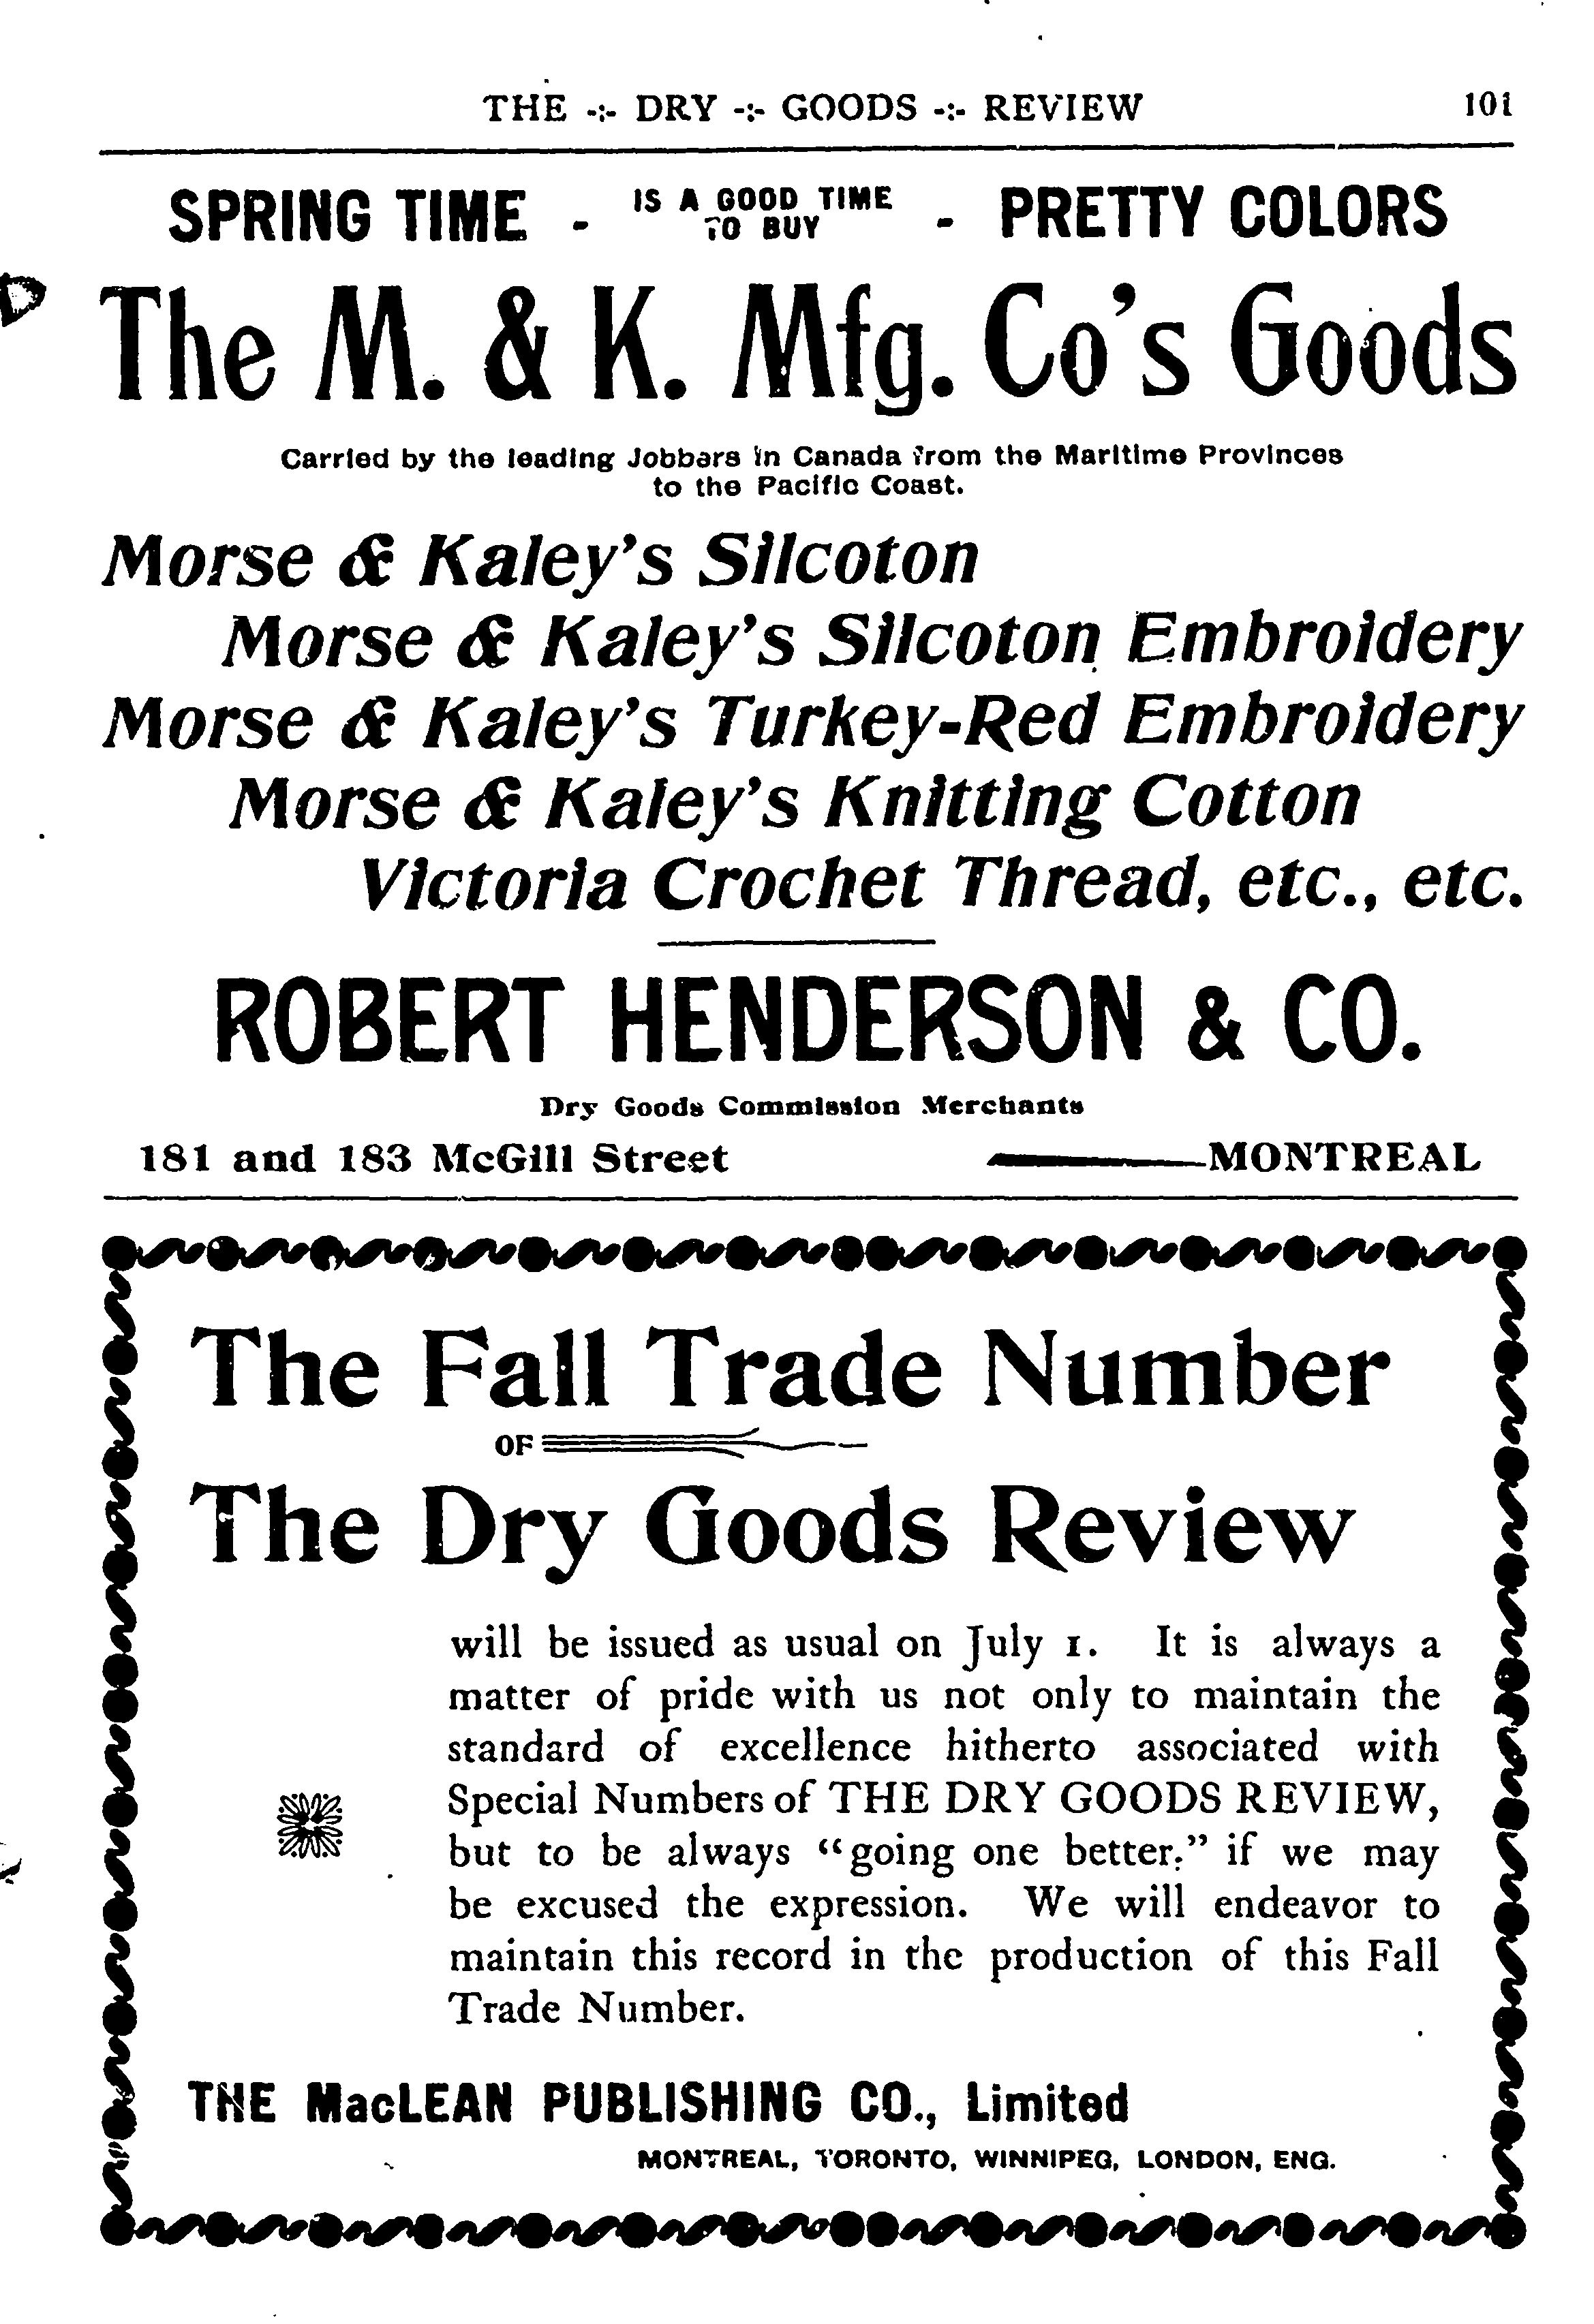 THE -:- DRY -:- GOODS -:- REVIEW 101
SPRING TIME - IS A GOOD TIME TO BUY - PRETTY COLORS
The M. & K. Mfg. Co's Goods
Carried by the leading Jobbers in Canada from the Maritime Provinces
to the Pacific Coast.
Morse & Kaley's Silcoton
Morse & Kaley's Silcoton Embroidery
Morse & Kaley's Turkey-Red Embroidery
Morse & Kaley's Knitting Cotton
Victoria Crochet Thread, etc., etc.
ROBERT HENDERSON & CO.
Dry Goods Commission Merchants
181 and 183 McGill Street MONTREAL
The Fall Trade Number
OF
The Dry Goods Review
will be issued as usual on July 1. It is always a
matter of pride with us not only to maintain the
standard of excellence hitherto associated with
Special Numbers of THE DRY GOODS REVIEW,
but to be always "going one better." if we may
be excused the expression. We will endeavor to
maintain this record in the production of this Fall
Trade Number.
THE MacLEAN PUBLISHING CO., Limited
MONTREAL, TORONTO, WINNIPEG, LONDON, ENG.